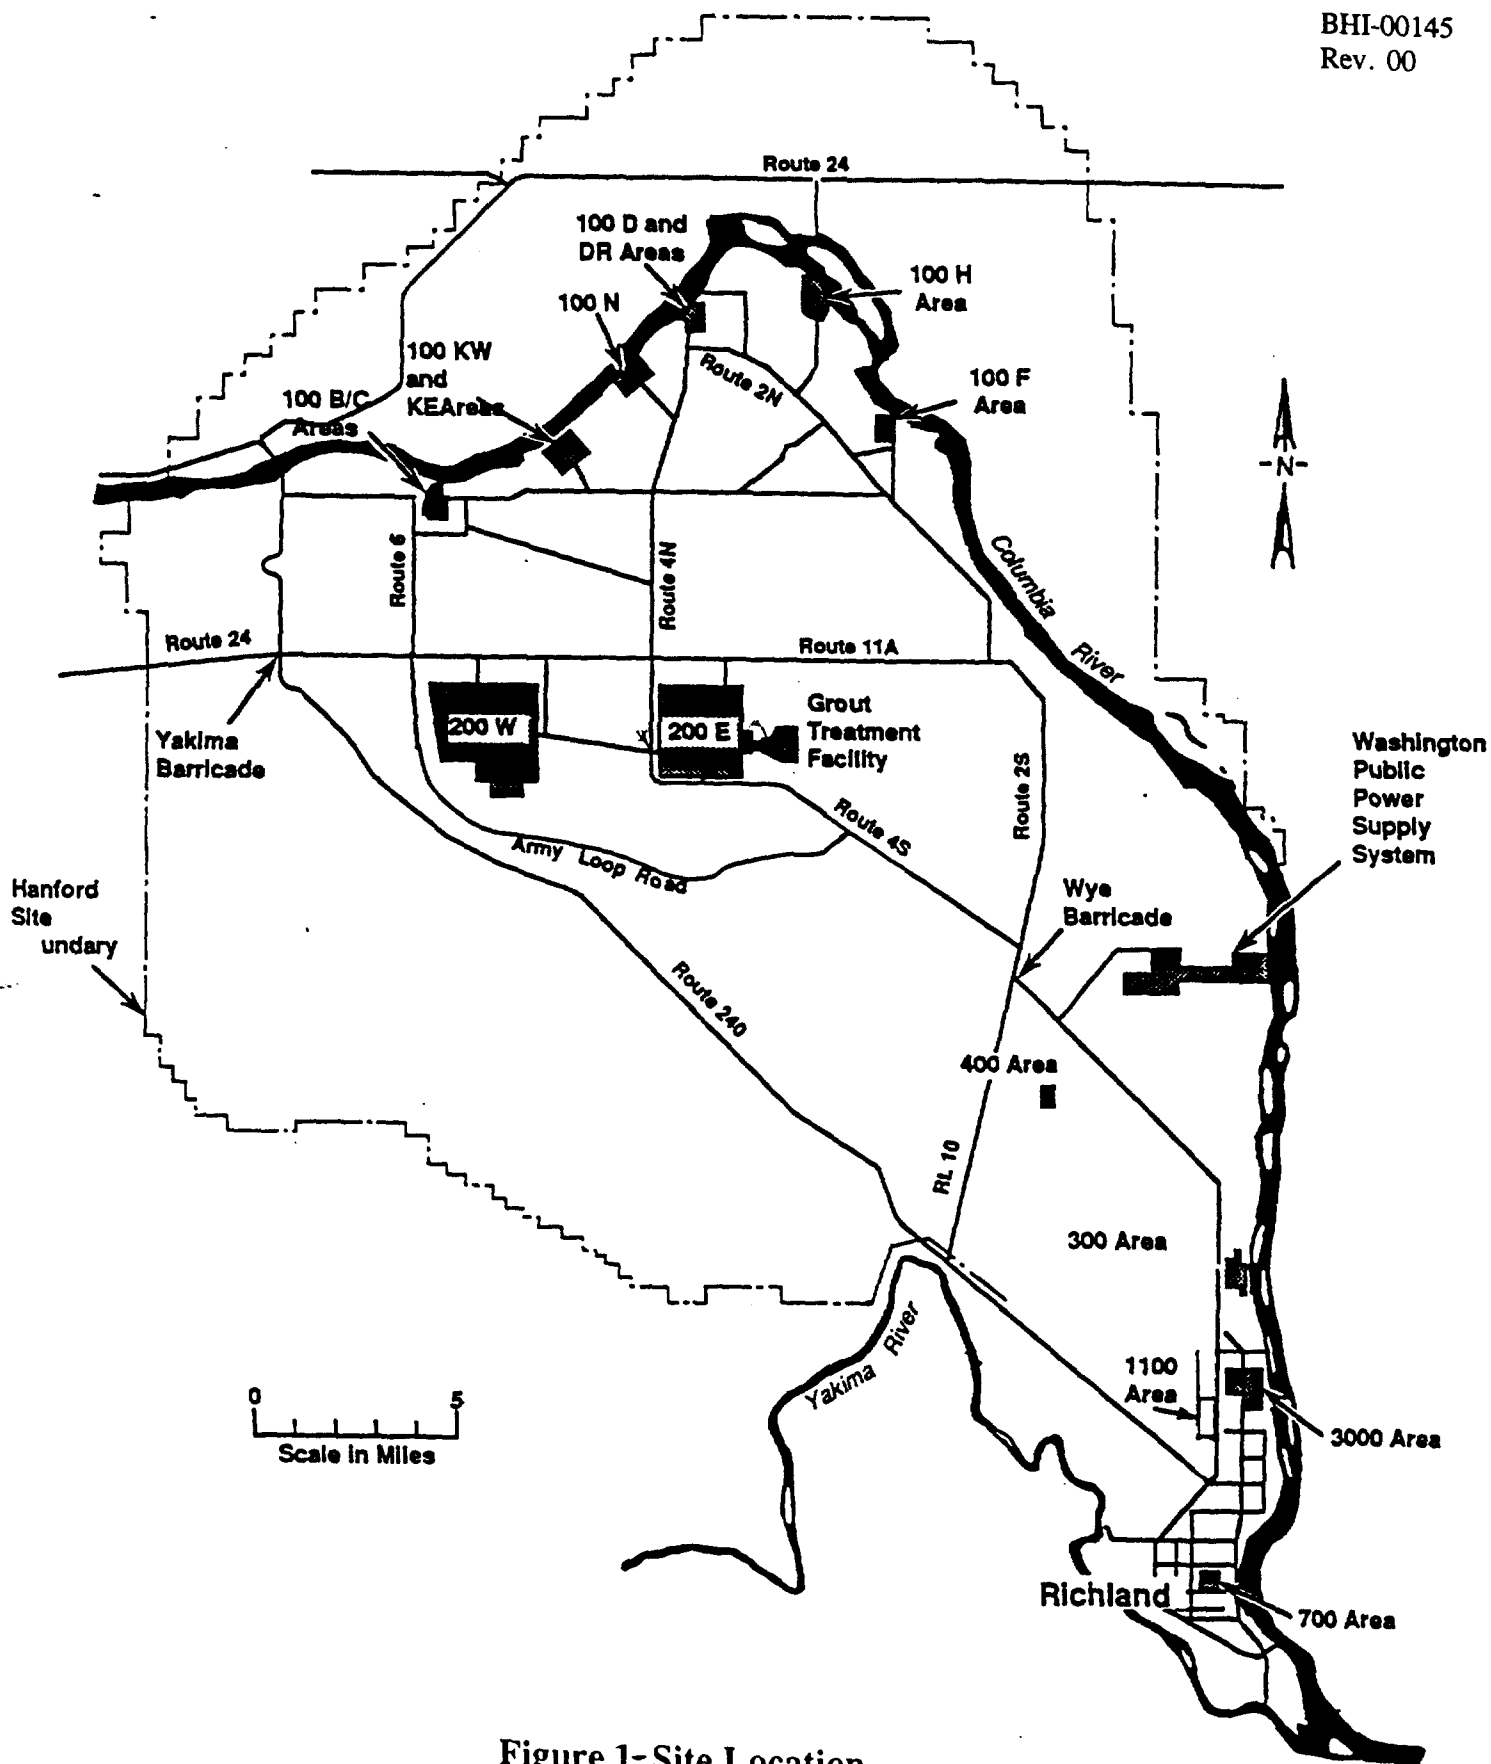 BHI-00145
Rev. 00
Route 24
100 D and
DR Areas
100 H
Area
100 N
100 KW
and
KEAreas
100 F
Area
100 B/C
Areas
Route 2N
N
Columbia
River
Route 6
Route 4N
Route 24
Route 11A
200 W
200 E
Grout
Treatment
Facility
Yakima
Barricade
Washington
Public
Power
Supply
System
Route 2S
Route 4S
Army Loop Road
Hanford
Site
undary
Wye
Barricade
Route 240
400 Area
RL 10
300 Area
Yakima River
1100
Area
3000 Area
0 5
Scale in Miles
Richland
700 Area
Figure 1-Site Location